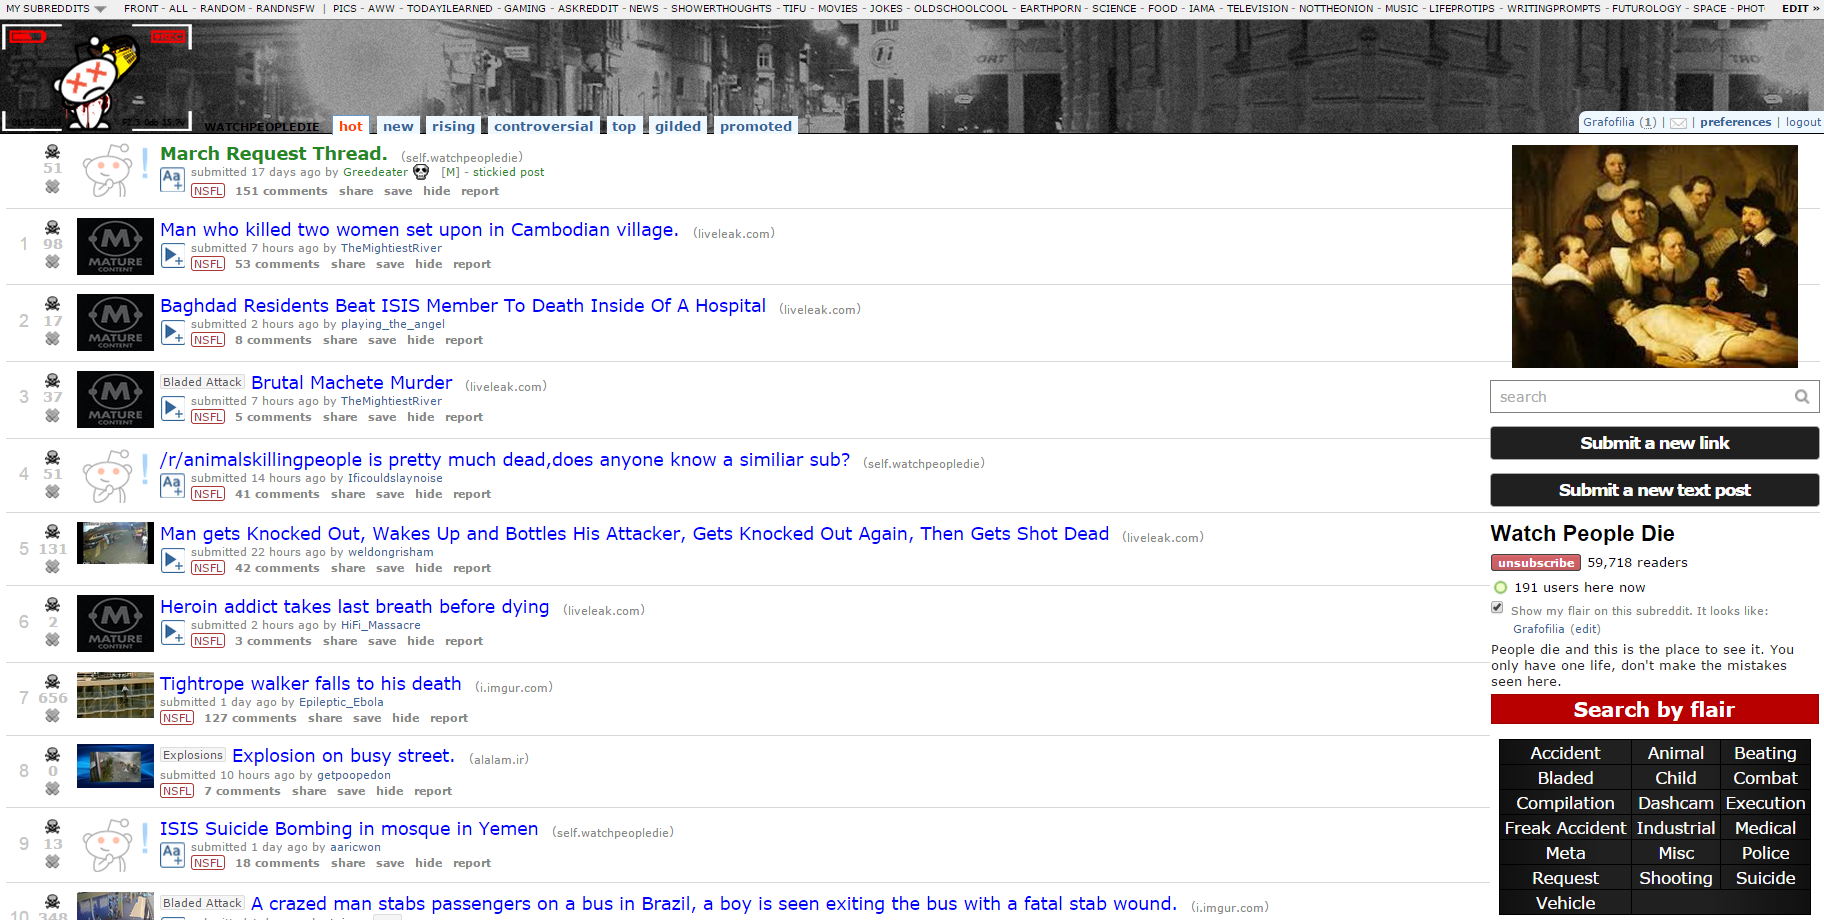 MY SUBREDDITS FRONT - ALL - RANDOM - RANDNSFW | PICS - AWW - TODAYILEARNED - GAMING - ASKREDDIT - NEWS - SHOWERTHOUGHTS - TIFU - MOVIES - JOKES - OLDSCHOOLCOOL - EARTHPORN - SCIENCE - FOOD - IAMA - TELEVISION - NOTTHEONION - MUSIC - LIFEPROTIPS - WRITINGPROMPTS - FUTUROLOGY - SPACE - PHOT EDIT »
WATCHPEOPLEDIE hot new rising controversial top gilded promoted
Grafofilia (1) | | preferences | logout
March Request Thread. (self.watchpeopledie)
51
submitted 17 days ago by Greedeater [M] - stickied post
NSFL 151 comments share save hide report
Man who killed two women set upon in Cambodian village. (liveleak.com)
1 98 MATURE CONTENT
submitted 7 hours ago by TheMightiestRiver
NSFL 53 comments share save hide report
Baghdad Residents Beat ISIS Member To Death Inside Of A Hospital (liveleak.com)
2 17 MATURE CONTENT
submitted 2 hours ago by playing_the_angel
NSFL 8 comments share save hide report
Bladed Attack Brutal Machete Murder (liveleak.com)
3 37 MATURE CONTENT
submitted 7 hours ago by TheMightiestRiver
NSFL 5 comments share save hide report
/r/animalskillingpeople is pretty much dead,does anyone know a similiar sub? (self.watchpeopledie)
4 51
submitted 14 hours ago by Ificouldslaynoise
NSFL 41 comments share save hide report
Man gets Knocked Out, Wakes Up and Bottles His Attacker, Gets Knocked Out Again, Then Gets Shot Dead (liveleak.com)
5 131
submitted 22 hours ago by weldongrisham
NSFL 42 comments share save hide report
Heroin addict takes last breath before dying (liveleak.com)
6 2 MATURE CONTENT
submitted 2 hours ago by HiFi_Massacre
NSFL 3 comments share save hide report
Tightrope walker falls to his death (i.imgur.com)
7 656
submitted 1 day ago by Epileptic_Ebola
NSFL 127 comments share save hide report
Explosions Explosion on busy street. (alalam.ir)
8 0
submitted 10 hours ago by getpoopedon
NSFL 7 comments share save hide report
ISIS Suicide Bombing in mosque in Yemen (self.watchpeopledie)
9 13
submitted 1 day ago by aaricwon
NSFL 18 comments share save hide report
Bladed Attack A crazed man stabs passengers on a bus in Brazil, a boy is seen exiting the bus with a fatal stab wound. (i.imgur.com)
10 348
search
Submit a new link
Submit a new text post
Watch People Die
unsubscribe 59,718 readers
191 users here now
Show my flair on this subreddit. It looks like:
Grafofilia (edit)
People die and this is the place to see it. You
only have one life, don't make the mistakes
seen here.
Search by flair
Accident Animal Beating
Bladed Child Combat
Compilation Dashcam Execution
Freak Accident Industrial Medical
Meta Misc Police
Request Shooting Suicide
Vehicle